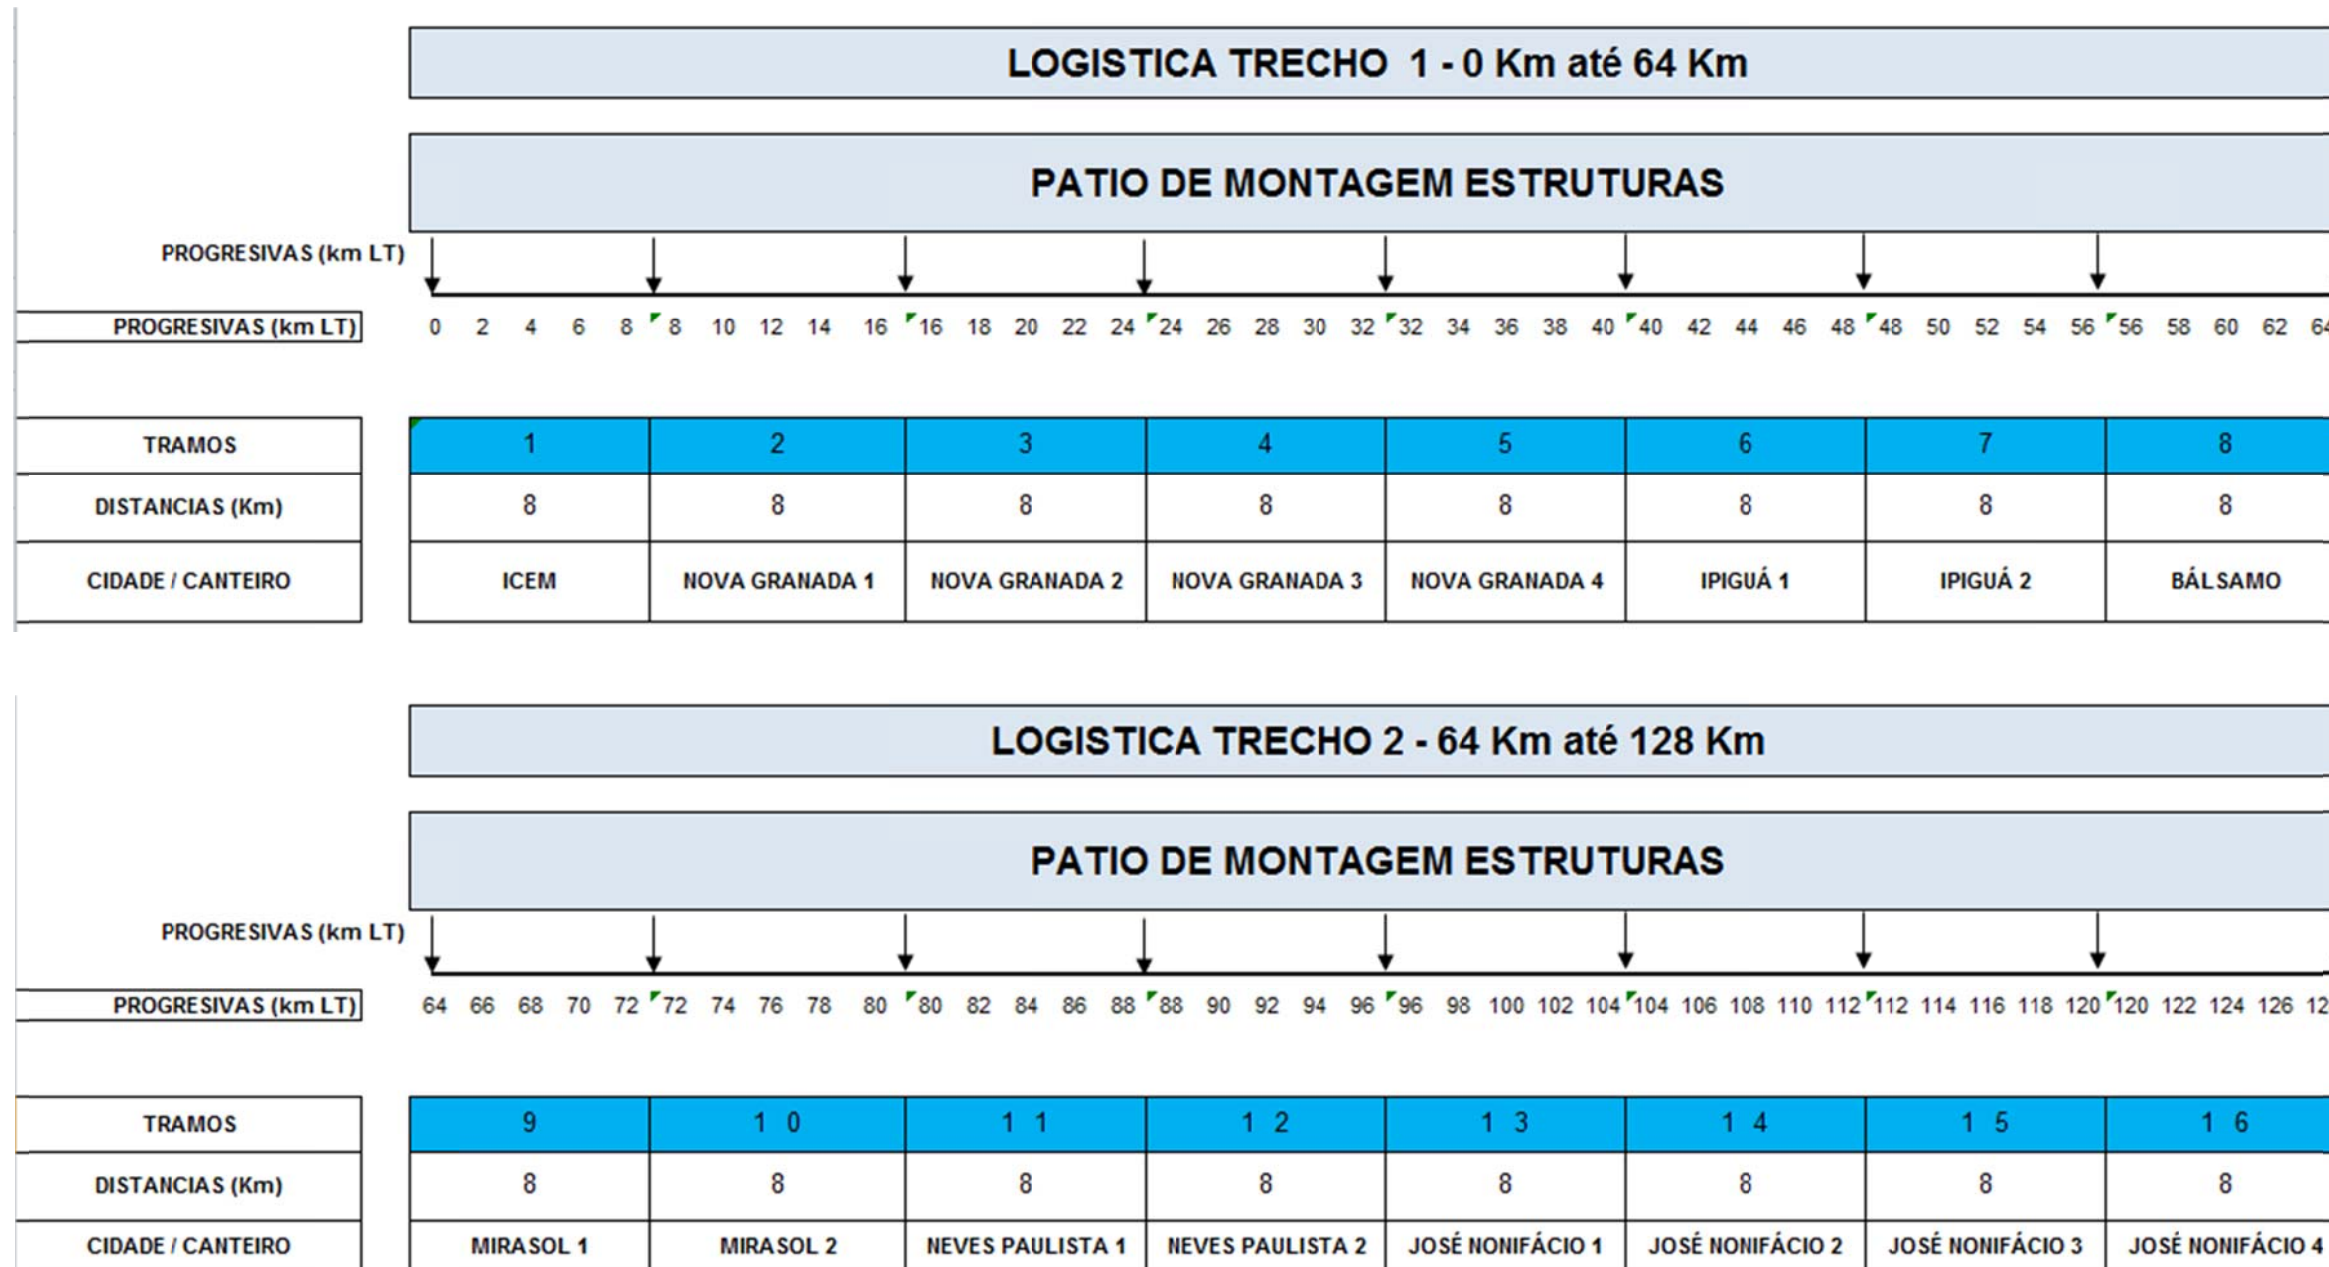 LOGISTICA TRECHO 1 - 0 Km até 64 Km
PATIO DE MONTAGEM ESTRUTURAS
PROGRESIVAS (km LT)
PROGRESIVAS (km LT) 0 2 4 6 8 8 10 12 14 16 16 18 20 22 24 24 26 28 30 32 32 34 36 38 40 40 42 44 46 48 48 50 52 54 56 56 58 60 62 64
TRAMOS 1 2 3 4 5 6 7 8
DISTANCIAS (Km) 8 8 8 8 8 8 8 8
CIDADE / CANTEIRO ICEM NOVA GRANADA 1 NOVA GRANADA 2 NOVA GRANADA 3 NOVA GRANADA 4 IPIGUÁ 1 IPIGUÁ 2 BÁLSAMO
LOGISTICA TRECHO 2 - 64 Km até 128 Km
PATIO DE MONTAGEM ESTRUTURAS
PROGRESIVAS (km LT)
PROGRESIVAS (km LT) 64 66 68 70 72 72 74 76 78 80 80 82 84 86 88 88 90 92 94 96 96 98 100 102 104 104 106 108 110 112 112 114 116 118 120 120 122 124 126
TRAMOS 9 1 0 1 1 1 2 1 3 1 4 1 5 1 6
DISTANCIAS (Km) 8 8 8 8 8 8 8 8
CIDADE / CANTEIRO MIRASOL 1 MIRASOL 2 NEVES PAULISTA 1 NEVES PAULISTA 2 JOSÉ NONIFÁCIO 1 JOSÉ NONIFÁCIO 2 JOSÉ NONIFÁCIO 3 JOSÉ NONIFÁCIO 4